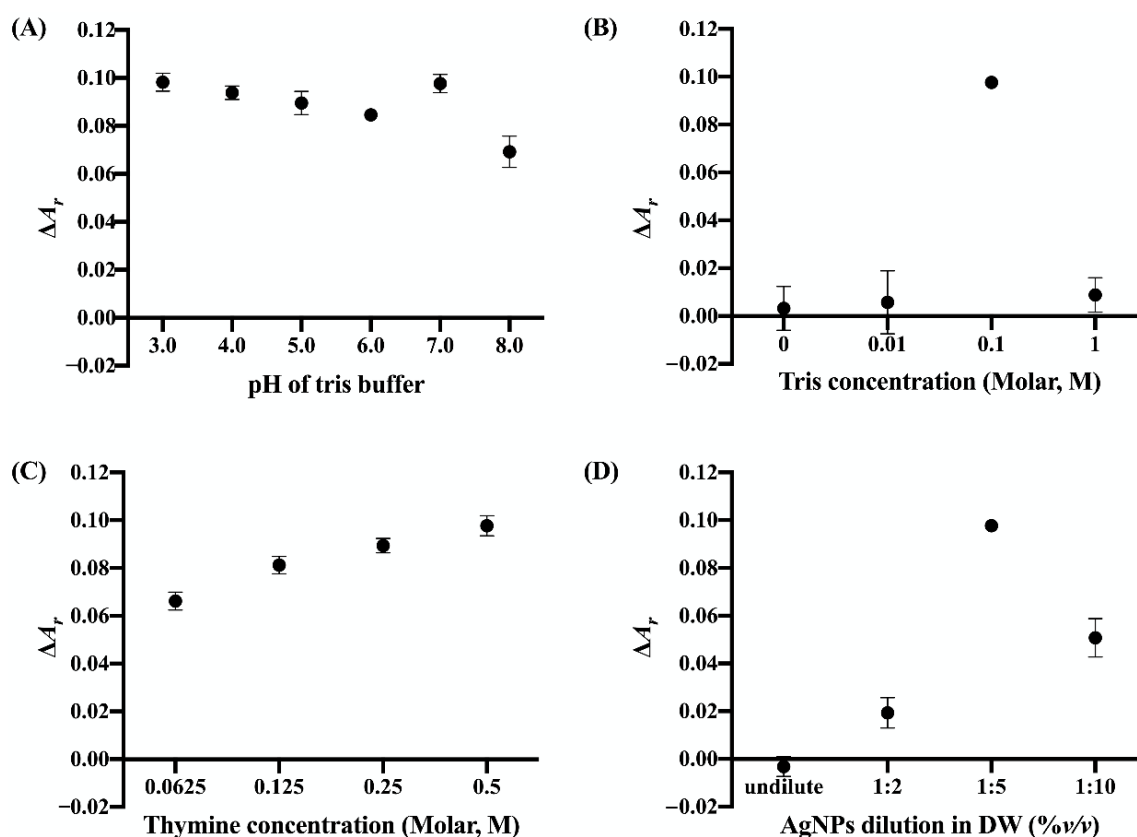 (A)
0.12
0.10
0.08
0.06
0.04
0.02
0.00
−0.02
ΔAr
3.0 4.0 5.0 6.0 7.0 8.0
pH of tris buffer
(B)
0.12
0.10
0.08
0.06
0.04
0.02
0.00
−0.02
ΔAr
0 0.01 0.1 1
Tris concentration (Molar, M)
(C)
0.12
0.10
0.08
0.06
0.04
0.02
0.00
−0.02
ΔAr
0.0625 0.125 0.25 0.5
Thymine concentration (Molar, M)
(D)
0.12
0.10
0.08
0.06
0.04
0.02
0.00
−0.02
ΔAr
undilute 1:2 1:5 1:10
AgNPs dilution in DW (%v/v)